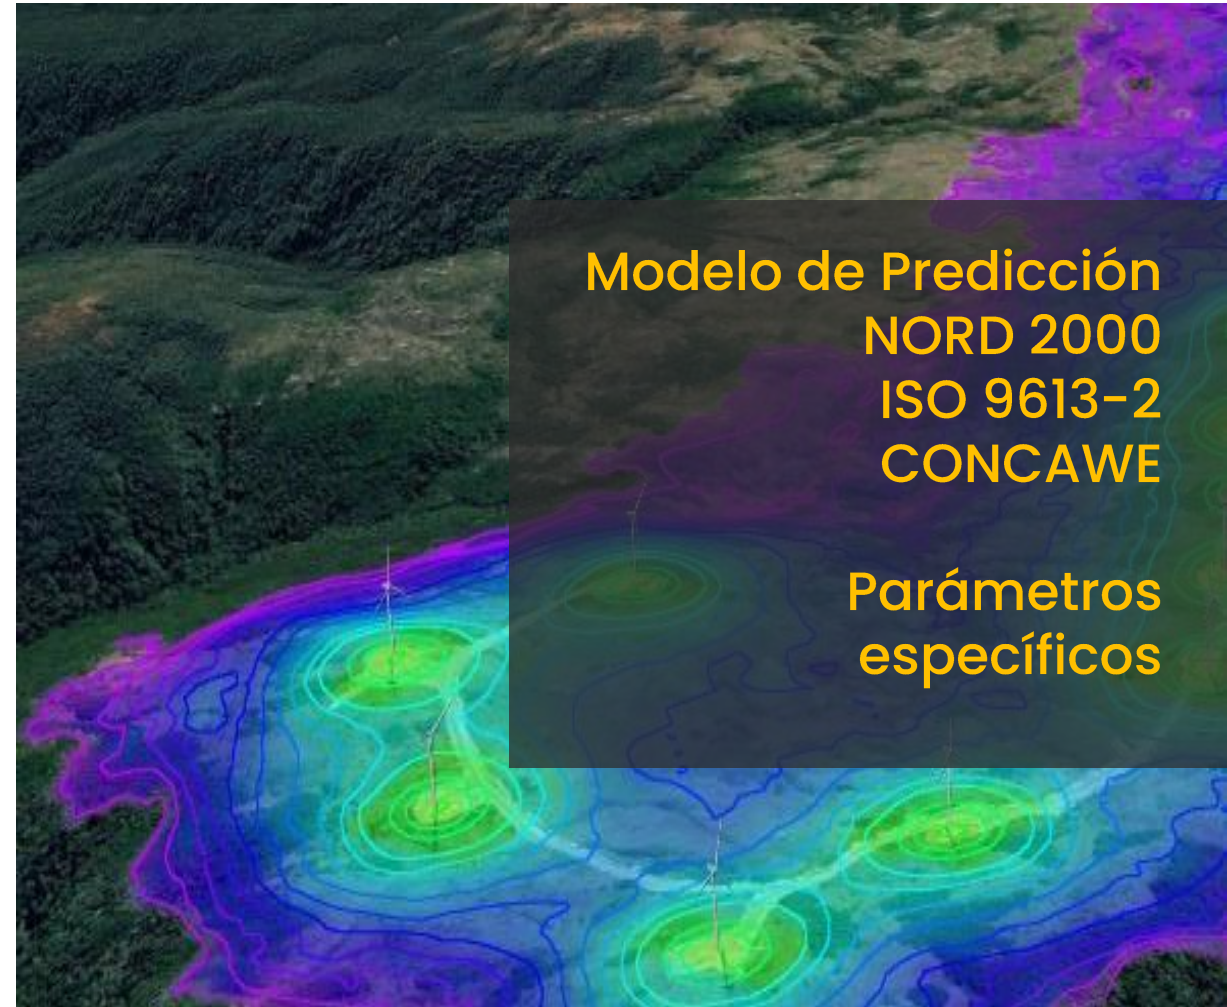 Modelo de Predicción
NORD 2000
ISO 9613-2
CONCAWE
Parámetros
específicos